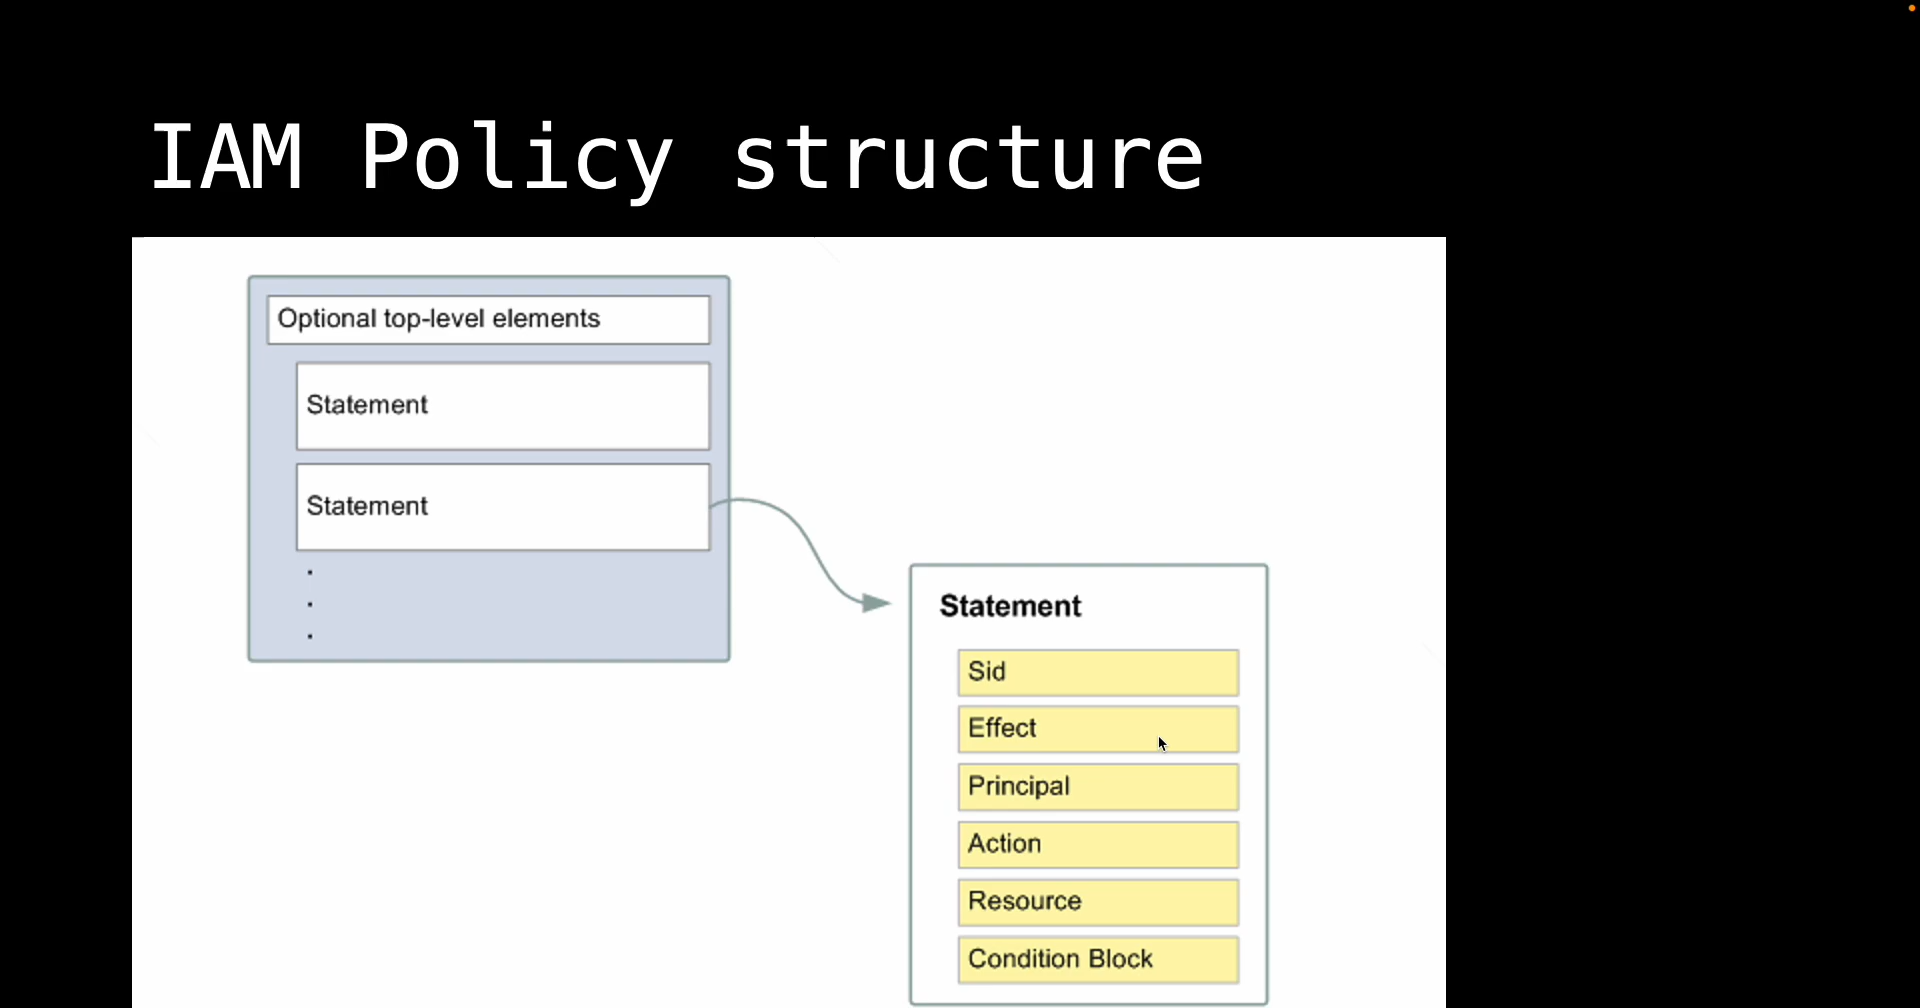 IAM Policy structure
Optional top-level elements
Statement
Statement
.
.
.
Statement
Sid
Effect
Principal
Action
Resource
Condition Block